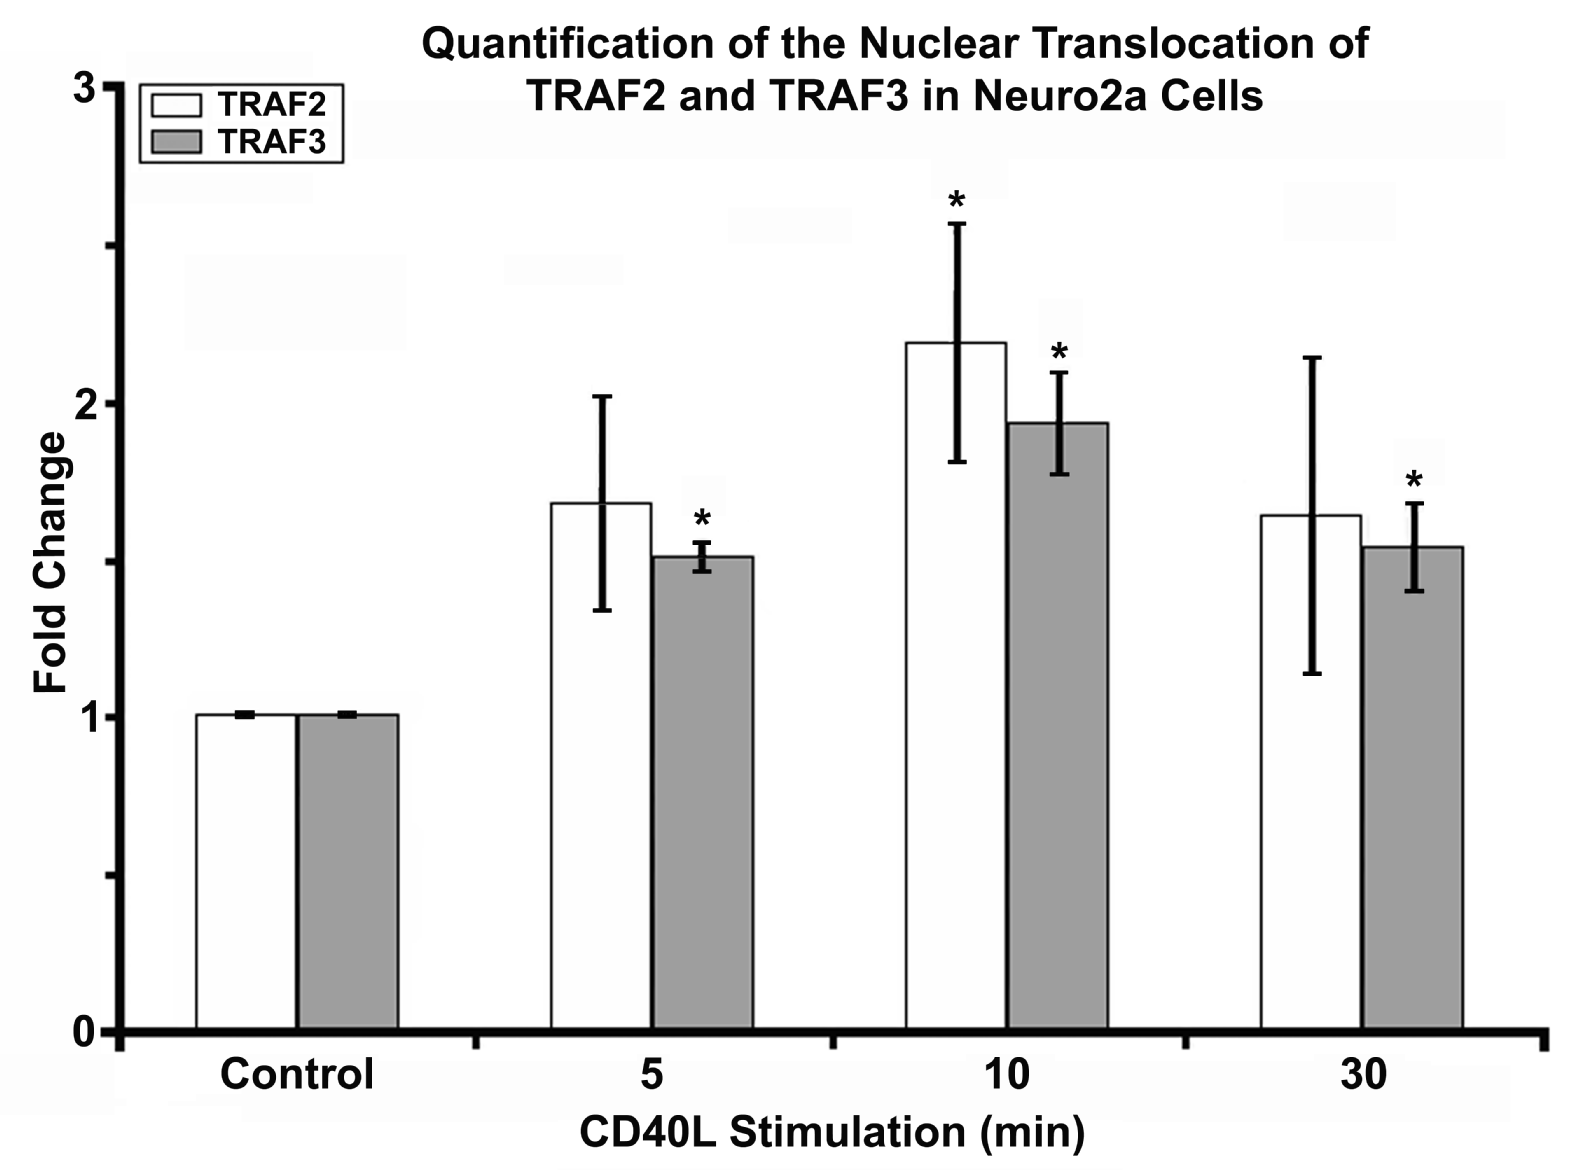 Quantification of the Nuclear Translocation of
TRAF2 and TRAF3 in Neuro2a Cells
TRAF2
TRAF3
Fold Change
3
2
1
0
*
*
*
*
Control 5 10 30
CD40L Stimulation (min)